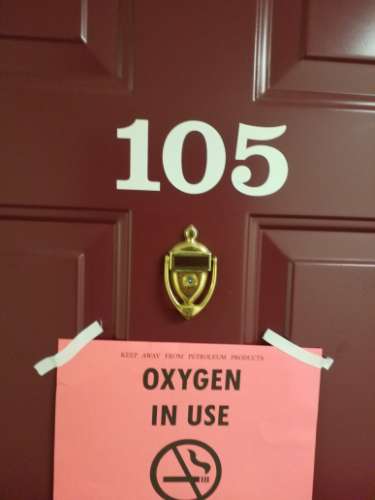 105
KEEP AWAY FROM PETROLEUM PRODUCTS
OXYGEN
IN USE